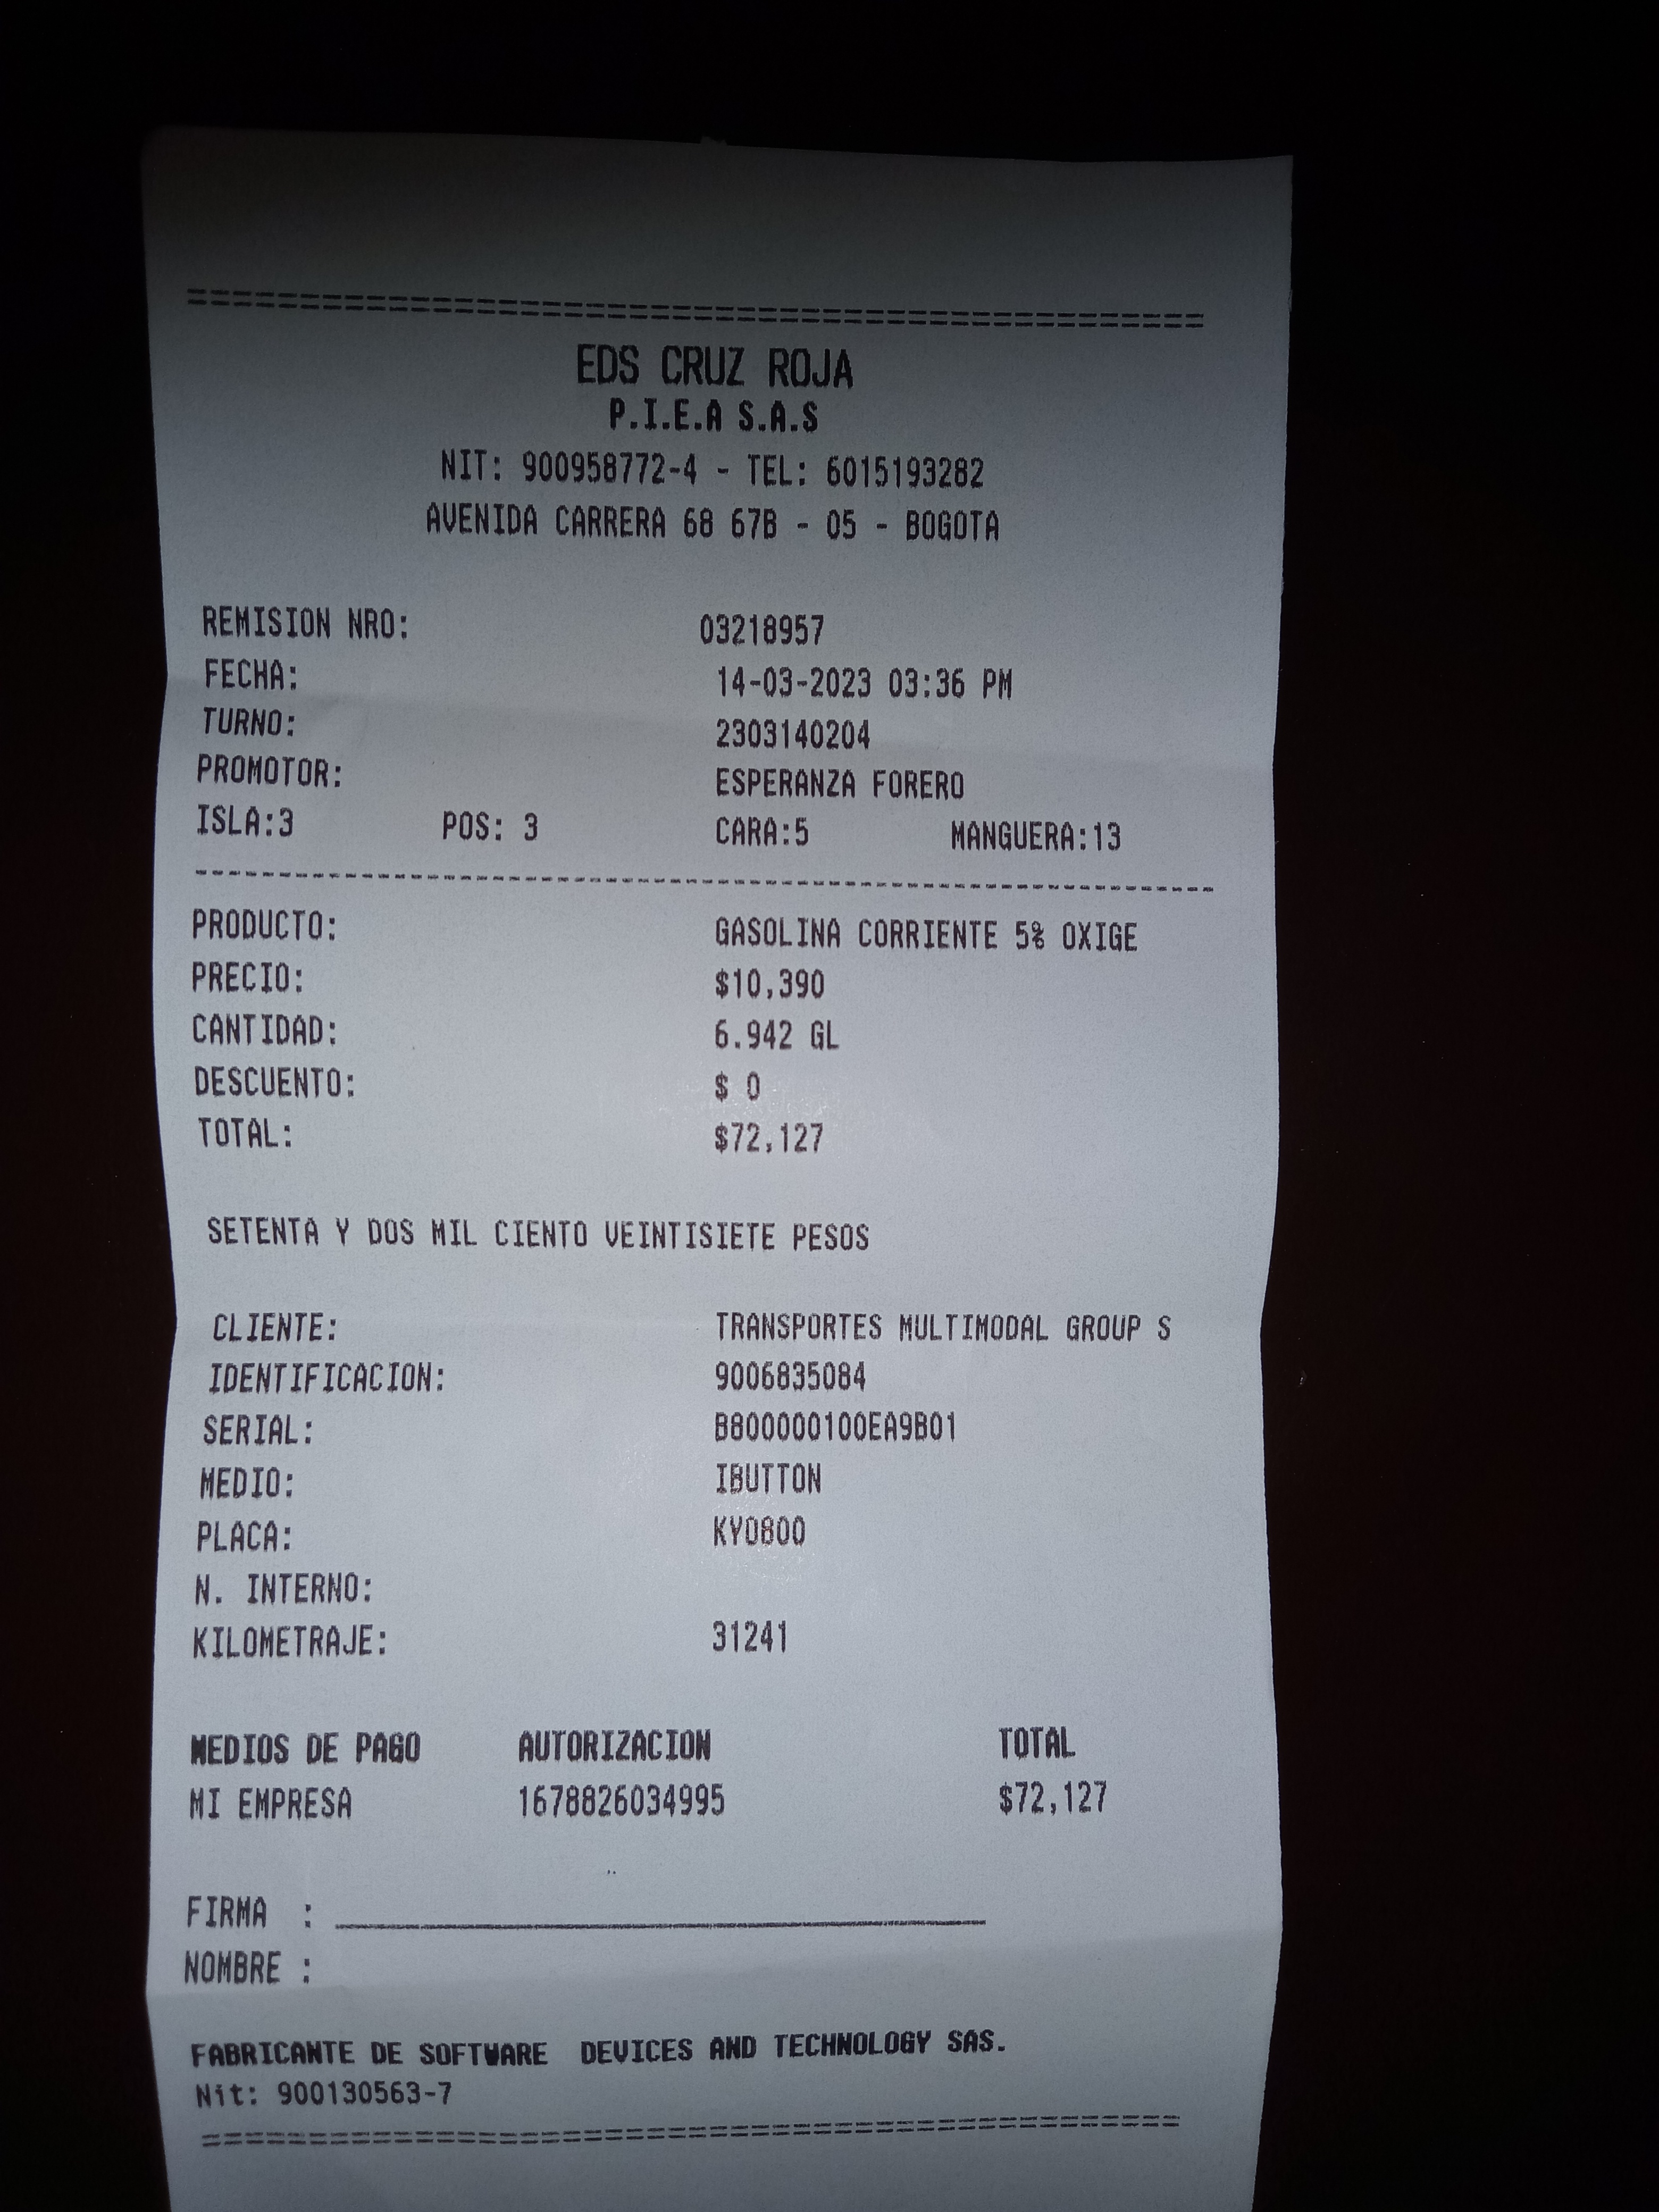 ================================================
EDS CRUZ ROJA
P.I.E.A S.A.S
NIT: 900958772-4 - TEL: 6015193282
AVENIDA CARRERA 68 67B - 05 - BOGOTA
REMISION NRO: 03218957
FECHA: 14-03-2023 03:36 PM
TURNO: 2303140204
PROMOTOR: ESPERANZA FORERO
ISLA:3 POS: 3 CARA:5 MANGUERA:13
------------------------------------------------
PRODUCTO: GASOLINA CORRIENTE 5% OXIGE
PRECIO: $10,390
CANTIDAD: 6.942 GL
DESCUENTO: $ 0
TOTAL: $72,127
SETENTA Y DOS MIL CIENTO VEINTISIETE PESOS
CLIENTE: TRANSPORTES MULTIMODAL GROUP S
IDENTIFICACION: 9006835084
SERIAL: B800000100EA9B01
MEDIO: IBUTTON
PLACA: KYO800
N. INTERNO:
KILOMETRAJE: 31241
MEDIOS DE PAGO AUTORIZACION TOTAL
MI EMPRESA 1678826034995 $72,127
FIRMA : ______________________________
NOMBRE :
FABRICANTE DE SOFTWARE DEVICES AND TECHNOLOGY SAS.
Nit: 900130563-7
================================================